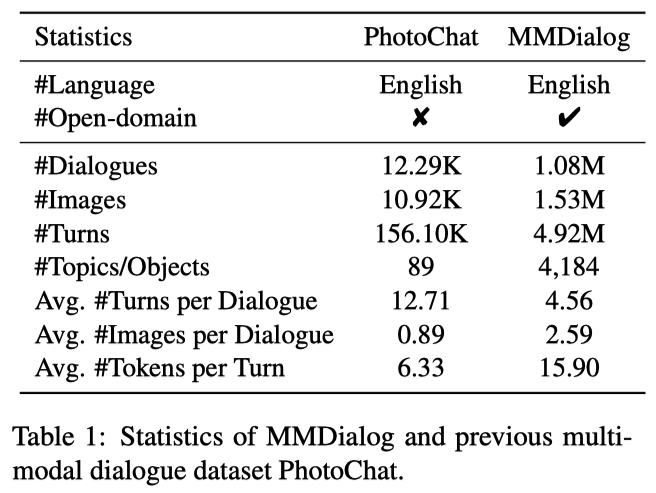 Statistics PhotoChat MMDialog
#Language English English
#Open-domain ✘ ✔
#Dialogues 12.29K 1.08M
#Images 10.92K 1.53M
#Turns 156.10K 4.92M
#Topics/Objects 89 4,184
Avg. #Turns per Dialogue 12.71 4.56
Avg. #Images per Dialogue 0.89 2.59
Avg. #Tokens per Turn 6.33 15.90
Table 1: Statistics of MMDialog and previous multi-
modal dialogue dataset PhotoChat.